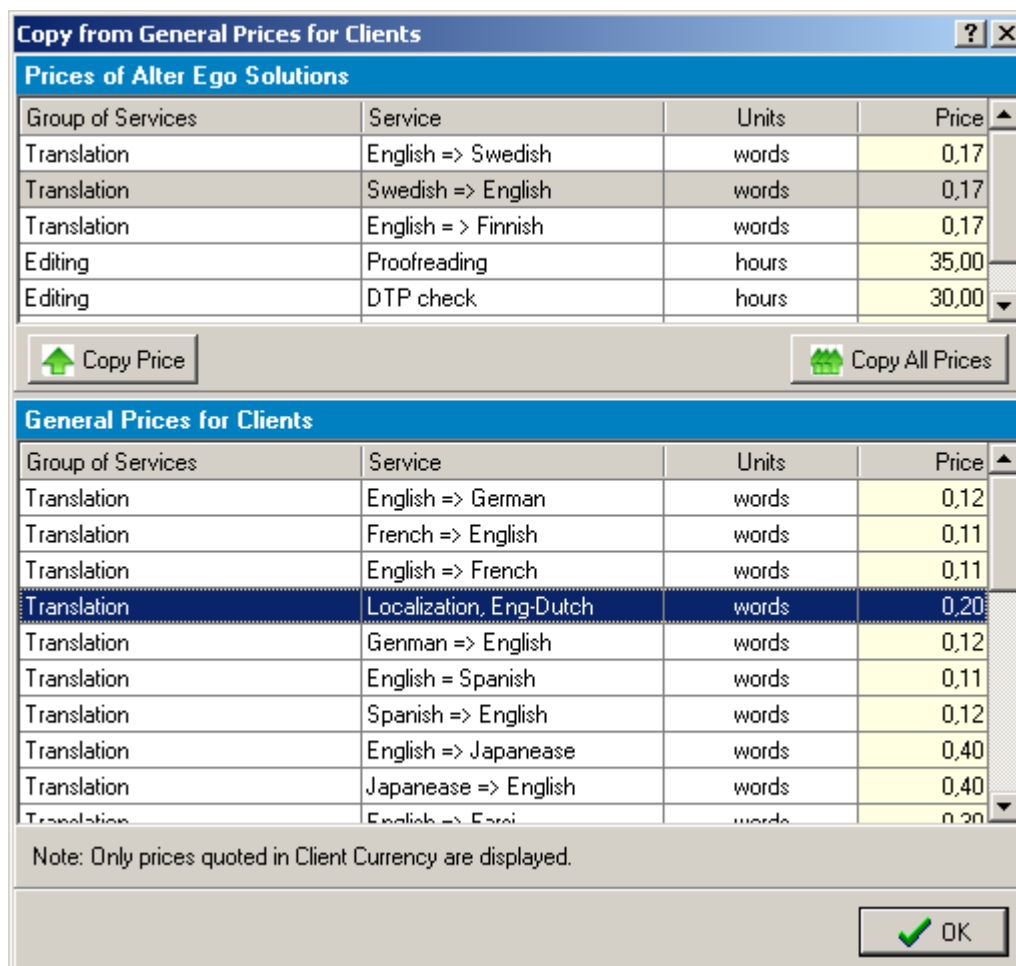 Copy from General Prices for Clients
Prices of Alter Ego Solutions
Group of Services Service Units Price
Translation English => Swedish words 0,17
Translation Swedish => English words 0,17
Translation English = > Finnish words 0,17
Editing Proofreading hours 35,00
Editing DTP check hours 30,00
Copy Price Copy All Prices
General Prices for Clients
Group of Services Service Units Price
Translation English => German words 0,12
Translation French => English words 0,11
Translation English => French words 0,11
Translation Localization, Eng-Dutch words 0,20
Translation Genman => English words 0,12
Translation English = Spanish words 0,11
Translation Spanish => English words 0,12
Translation English => Japanease words 0,40
Translation Japanease => English words 0,40
Translation English => Farsi words
Note: Only prices quoted in Client Currency are displayed.
OK